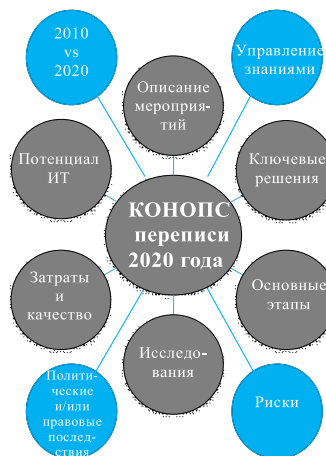 2010
vs
2020
Управление
знаниями
Описание
мероприя-
тий
Потенциал
ИТ
Ключевые
решения
КОНОПС
переписи
2020 года
Затраты
и
качество
Основные
этапы
Исследо-
вания
Полити-
ческие
и/или
правовые
послед-
ствия
Риски